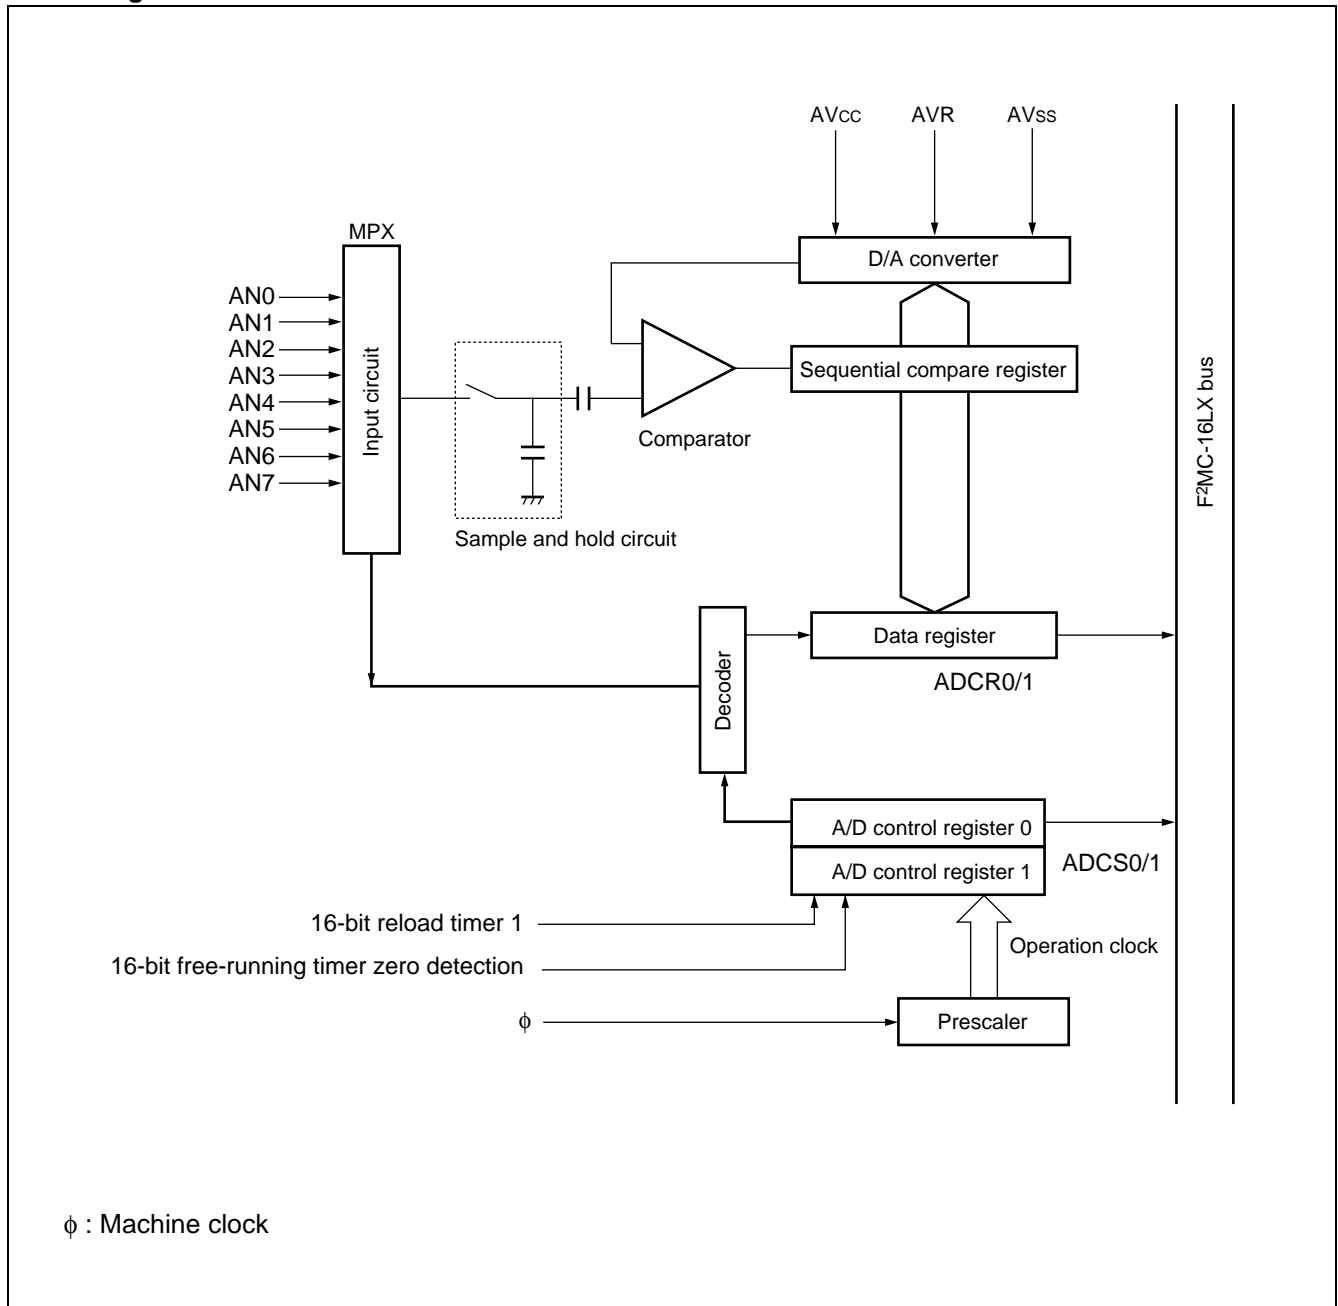 AVCC AVR AVSS
MPX
D/A converter
AN0
AN1
AN2
AN3
AN4
AN5
AN6
AN7
Input circuit
Sequential compare register
Comparator
Sample and hold circuit
F²MC-16LX bus
Decoder
Data register
ADCR0/1
A/D control register 0
A/D control register 1
ADCS0/1
16-bit reload timer 1
16-bit free-running timer zero detection
Operation clock
ϕ
Prescaler
ϕ : Machine clock